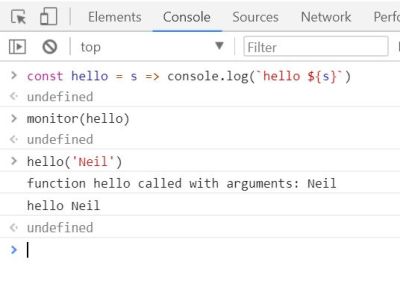 Elements Console Sources Network Perfo
top Filter
> const hello = s => console.log(`hello ${s}`)
undefined
> monitor(hello)
undefined
> hello('Neil')
function hello called with arguments: Neil
hello Neil
undefined
>